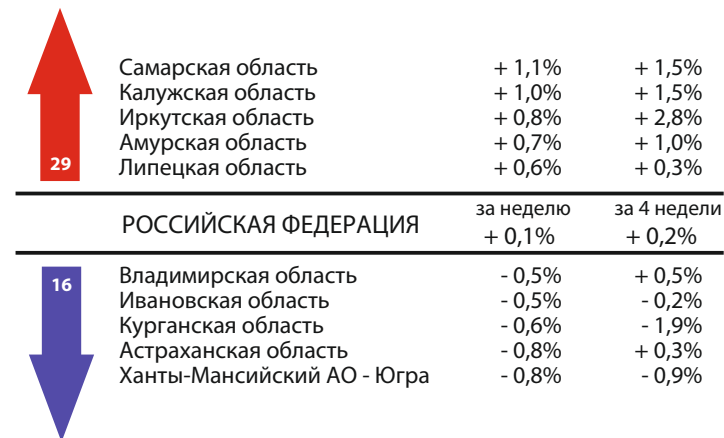 Самарская область + 1,1% + 1,5%
Калужская область + 1,0% + 1,5%
Иркутская область + 0,8% + 2,8%
Амурская область + 0,7% + 1,0%
29 Липецкая область + 0,6% + 0,3%
за неделю за 4 недели
РОССИЙСКАЯ ФЕДЕРАЦИЯ + 0,1% + 0,2%
16 Владимирская область - 0,5% + 0,5%
Ивановская область - 0,5% - 0,2%
Курганская область - 0,6% - 1,9%
Астраханская область - 0,8% + 0,3%
Ханты-Мансийский АО - Югра - 0,8% - 0,9%